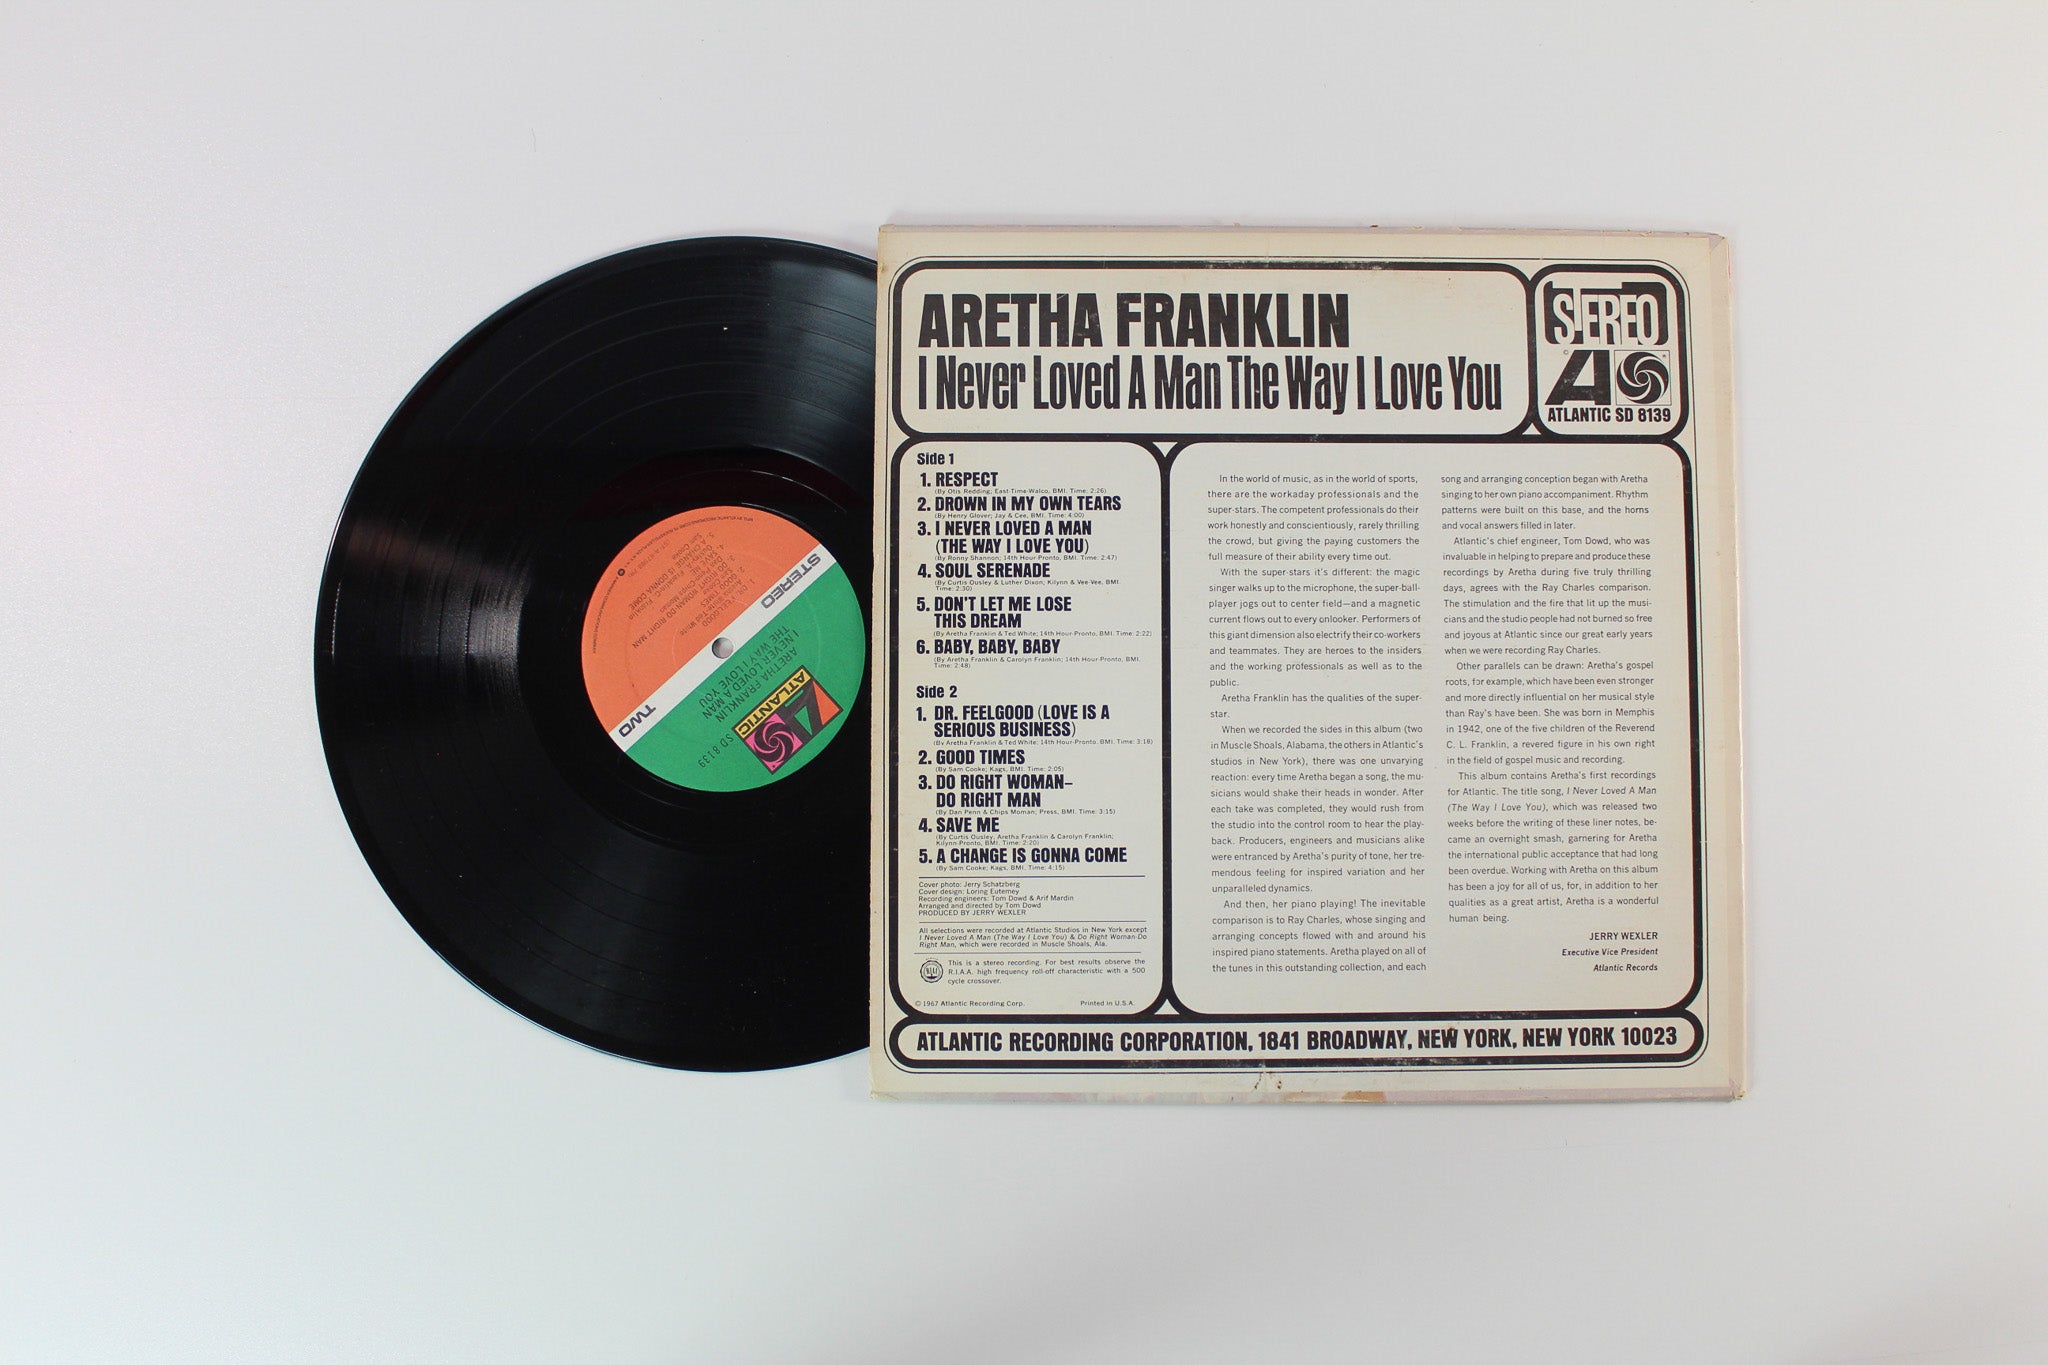 ARETHA FRANKLIN
I Never Loved A Man The Way I Love You
STEREO
ATLANTIC SD 8139
Side 1
1. RESPECT
(By Otis Redding; East-Time-Walco, BMI. Time: 2:26)
2. DROWN IN MY OWN TEARS
(By Henry Glover; Jay & Cee, BMI. Time: 4:00)
3. I NEVER LOVED A MAN
(THE WAY I LOVE YOU)
(By Ronny Shannon; 14th Hour-Pronto, BMI. Time: 2:47)
4. SOUL SERENADE
(By Curtis Ousley & Luther Dixon; Kilynn & Vee-Vee, BMI.
Time: 2:30)
5. DON'T LET ME LOSE
THIS DREAM
(By Aretha Franklin & Ted White; 14th Hour-Pronto, BMI. Time: 2:22)
6. BABY, BABY, BABY
(By Aretha Franklin & Carolyn Franklin; 14th Hour-Pronto, BMI.
Time: 2:48)
Side 2
1. DR. FEELGOOD (LOVE IS A
SERIOUS BUSINESS)
(By Aretha Franklin & Ted White; 14th Hour-Pronto. BMI. Time: 3:18)
2. GOOD TIMES
(By Sam Cooke; Kags, BMI. Time: 2:05)
3. DO RIGHT WOMAN–
DO RIGHT MAN
(By Dan Penn & Chips Moman; Press, BMI. Time: 3:15)
4. SAVE ME
(By Curtis Ousley, Aretha Franklin & Carolyn Franklin;
Kilynn-Pronto, BMI. Time: 2:20)
5. A CHANGE IS GONNA COME
(By Sam Cooke; Kags, BMI. Time: 4:15)
Cover photo: Jerry Schatzberg
Cover design: Loring Eutemey
Recording engineers: Tom Dowd & Arif Mardin
Arranged and directed by Tom Dowd
PRODUCED BY JERRY WEXLER
All selections were recorded at Atlantic Studios in New York except
I Never Loved A Man (The Way I Love You) & Do Right Woman-Do
Right Man, which were recorded in Muscle Shoals, Ala.
This is a stereo recording. For best results observe the
R.I.A.A. high frequency roll-off characteristic with a 500
cycle crossover.
© 1967 Atlantic Recording Corp.
Printed in U.S.A.
In the world of music, as in the world of sports,
there are the workaday professionals and the
super-stars. The competent professionals do their
work honestly and conscientiously, rarely thrilling
the crowd, but giving the paying customers the
full measure of their ability every time out.
With the super-stars it's different: the magic
singer walks up to the microphone, the super-ball-
player jogs out to center field—and a magnetic
current flows out to every onlooker. Performers of
this giant dimension also electrify their co-workers
and teammates. They are heroes to the insiders
and the working professionals as well as to the
public.
Aretha Franklin has the qualities of the super-
star.
When we recorded the sides in this album (two
in Muscle Shoals, Alabama, the others in Atlantic's
studios in New York), there was one unvarying
reaction: every time Aretha began a song, the mu-
sicians would shake their heads in wonder. After
each take was completed, they would rush from
the studio into the control room to hear the play-
back. Producers, engineers and musicians alike
were entranced by Aretha's purity of tone, her tre-
mendous feeling for inspired variation and her
unparalleled dynamics.
And then, her piano playing! The inevitable
comparison is to Ray Charles, whose singing and
arranging concepts flowed with and around his
inspired piano statements. Aretha played on all of
the tunes in this outstanding collection, and each
song and arranging conception began with Aretha
singing to her own piano accompaniment. Rhythm
patterns were built on this base, and the horns
and vocal answers filled in later.
Atlantic's chief engineer, Tom Dowd, who was
invaluable in helping to prepare and produce these
recordings by Aretha during five truly thrilling
days, agrees with the Ray Charles comparison.
The stimulation and the fire that lit up the musi-
cians and the studio people had not burned so free
and joyous at Atlantic since our great early years
when we were recording Ray Charles.
Other parallels can be drawn: Aretha's gospel
roots, for example, which have been even stronger
and more directly influential on her musical style
than Ray's have been. She was born in Memphis
in 1942, one of the five children of the Reverend
C. L. Franklin, a revered figure in his own right
in the field of gospel music and recording.
This album contains Aretha's first recordings
for Atlantic. The title song, I Never Loved A Man
(The Way I Love You), which was released two
weeks before the writing of these liner notes, be-
came an overnight smash, garnering for Aretha
the international public acceptance that had long
been overdue. Working with Aretha on this album
has been a joy for all of us, for, in addition to her
qualities as a great artist, Aretha is a wonderful
human being.
JERRY WEXLER
Executive Vice President
Atlantic Records
ATLANTIC RECORDING CORPORATION, 1841 BROADWAY, NEW YORK, NEW YORK 10023
STEREO
TWO
ATLANTIC
SD 8139
ARETHA FRANKLIN
I NEVER LOVED A MAN
THE WAY I LOVE YOU
1. DR. FEELGOOD
2. GOOD TIMES
3. DO RIGHT WOMAN-DO RIGHT MAN
4. SAVE ME
5. A CHANGE IS GONNA COME